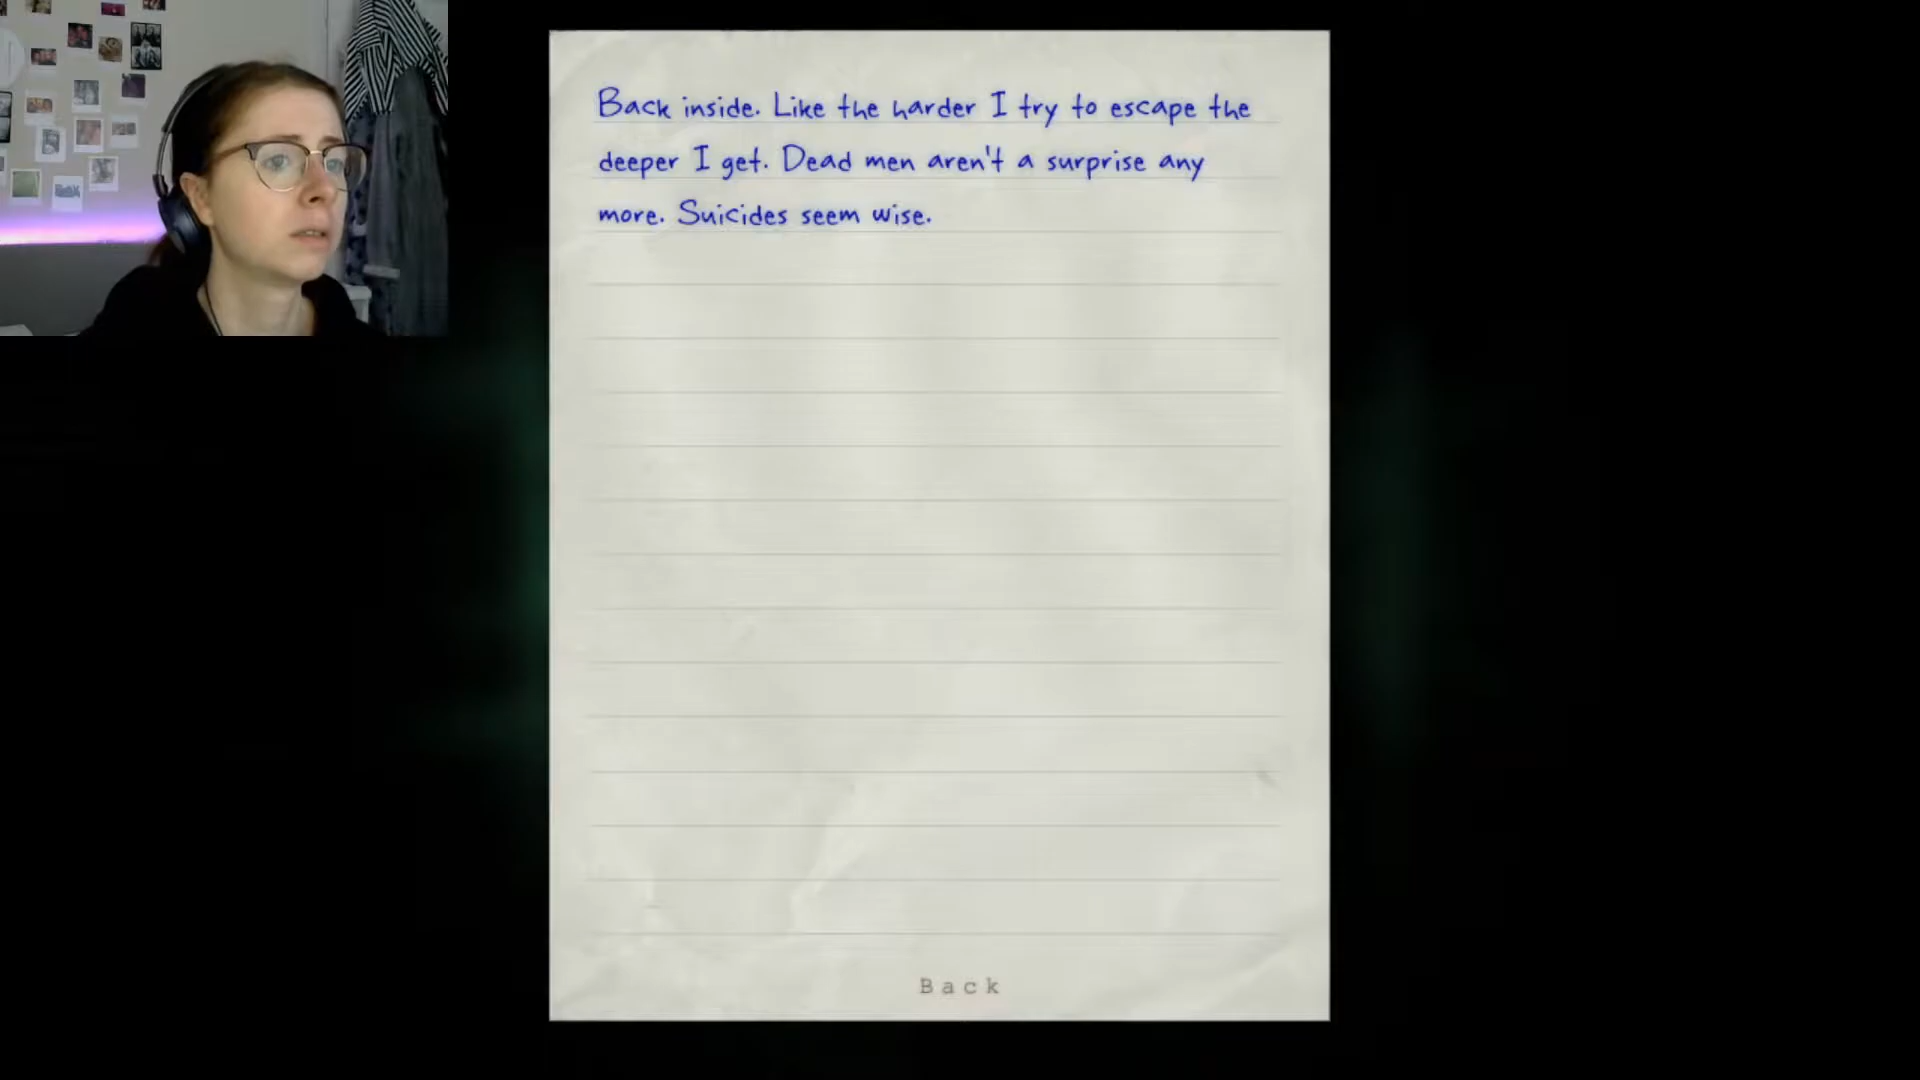 Back inside. Like the harder I try to escape the
deeper I get. Dead men aren't a surprise any
more. Suicides seem wise.
Back